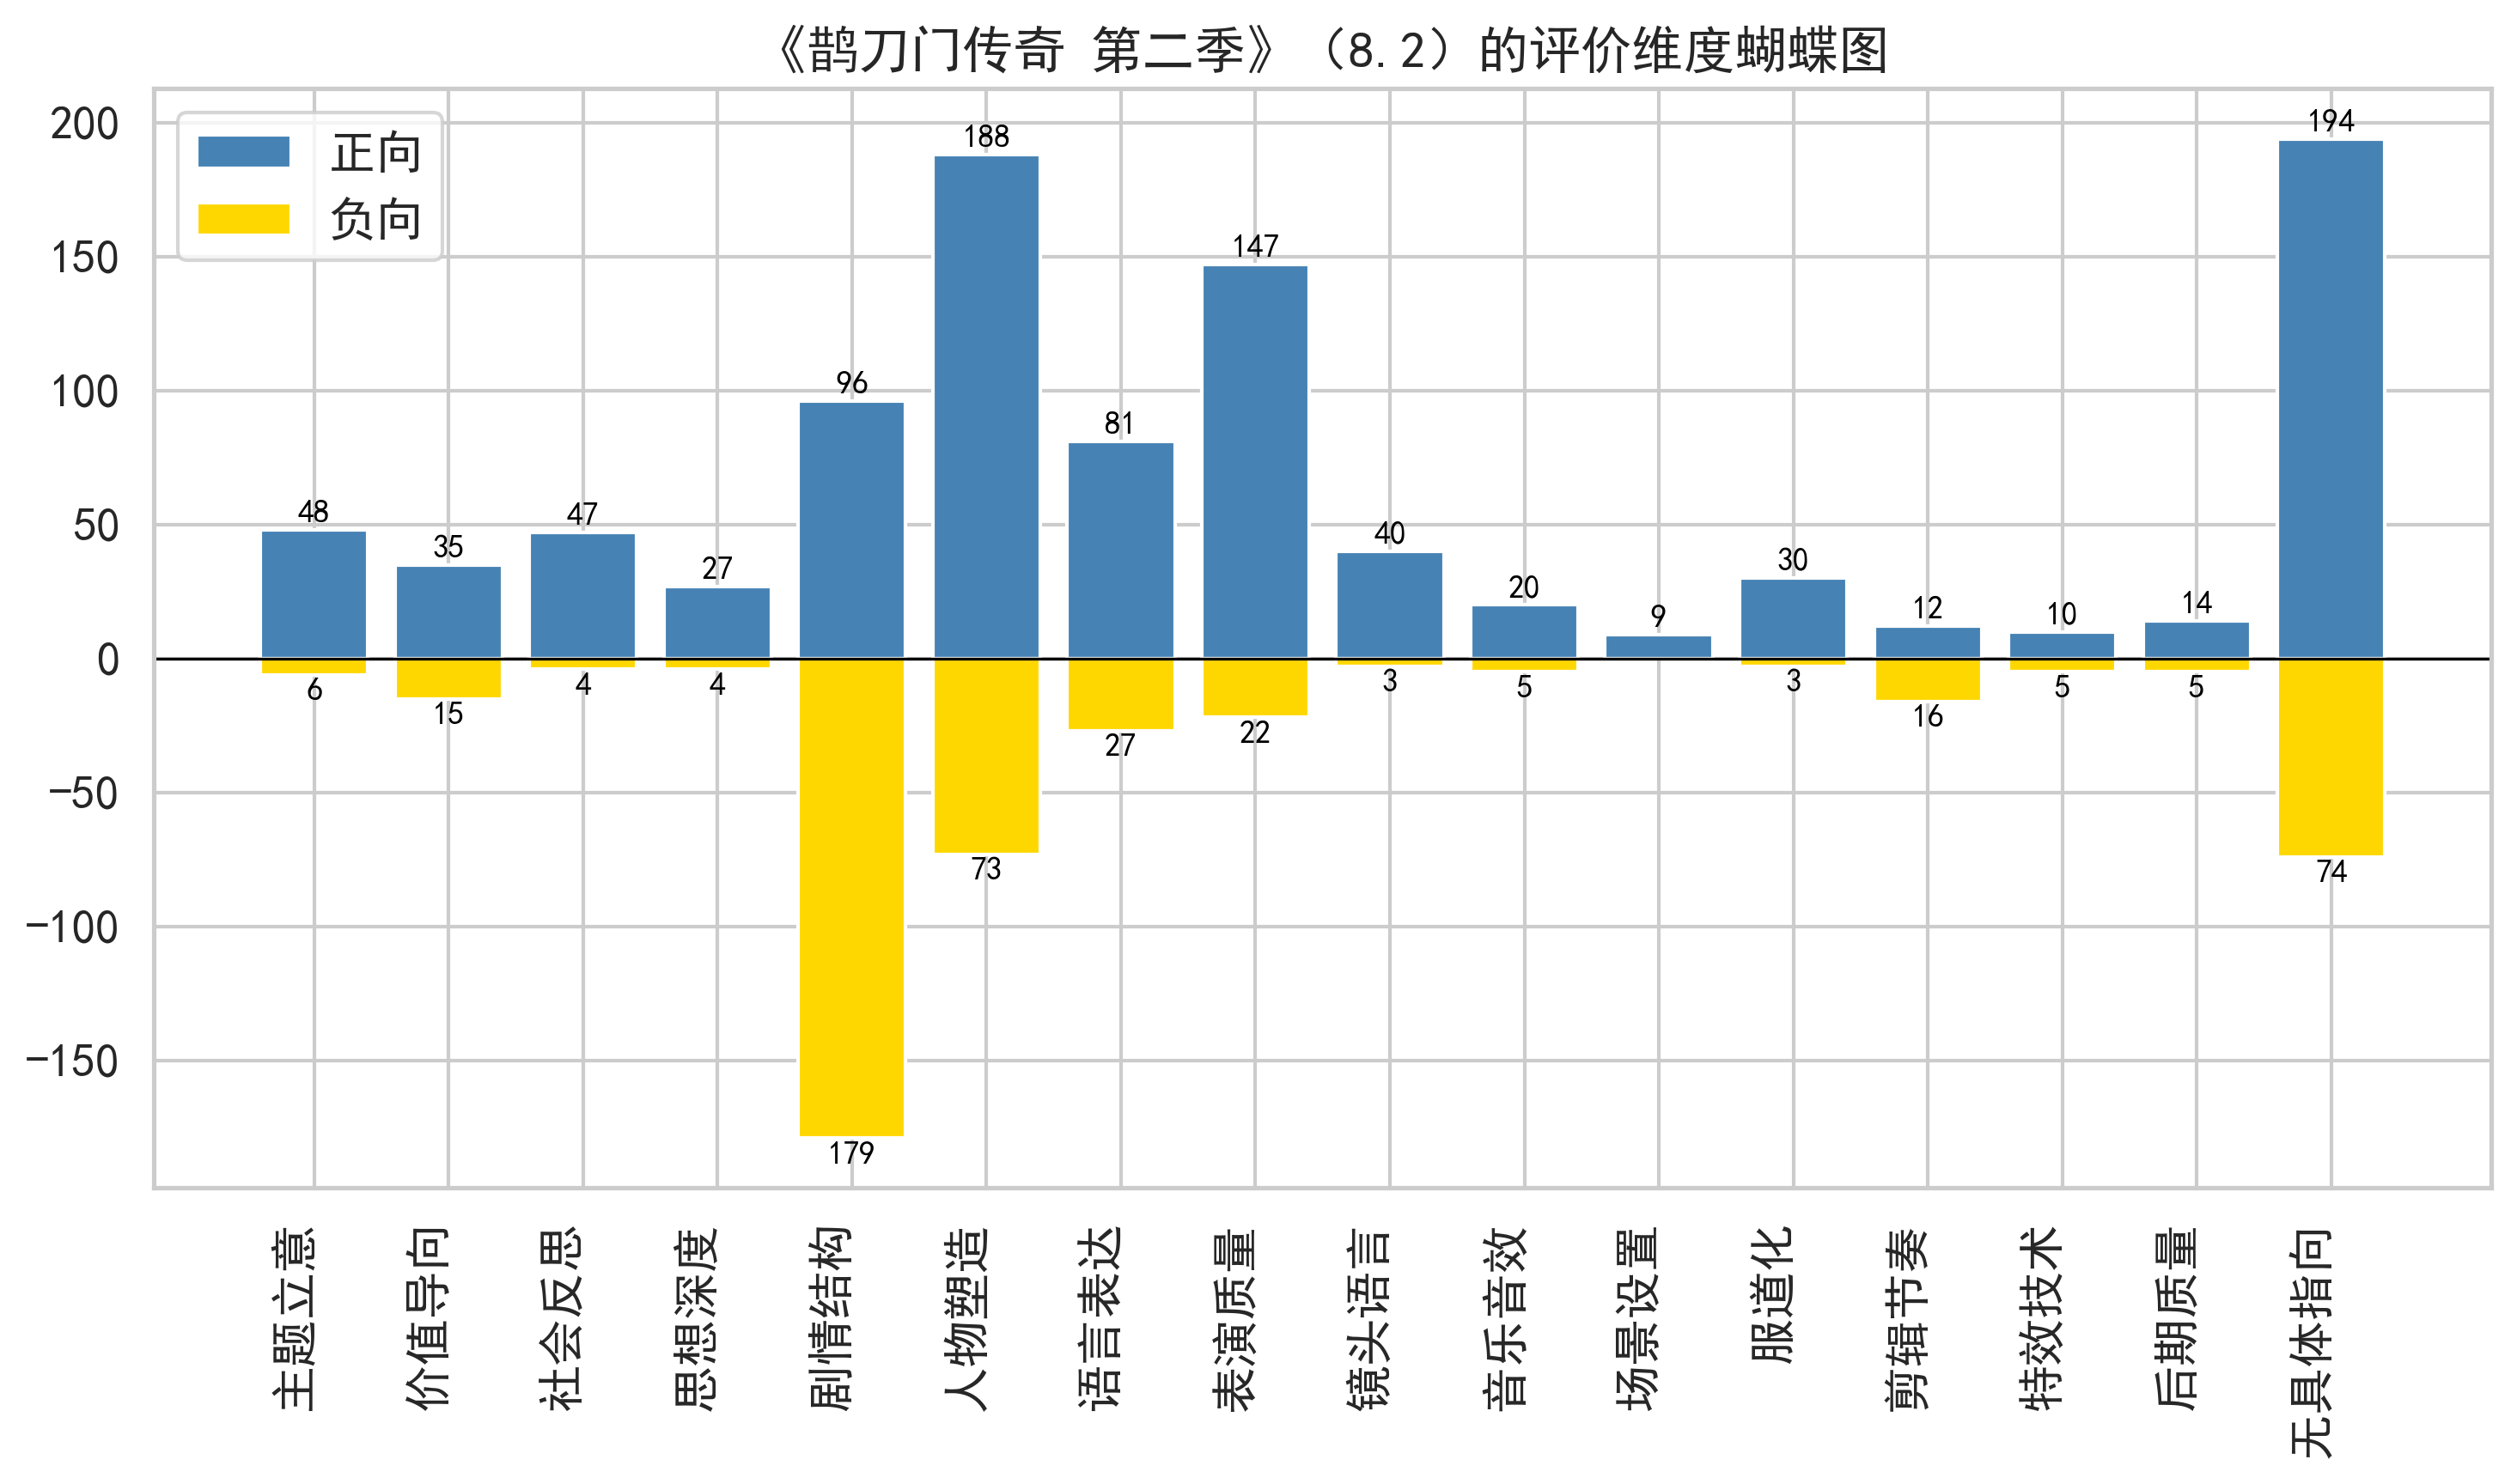 《鹊刀门传奇 第二季》（8.2）的评价维度蝴蝶图
正向
负向
200
150
100
50
0
−50
−100
−150
48
35
47
27
96
188
81
147
40
20
9
30
12
10
14
194
6
15
4
4
179
73
27
22
3
5
3
16
5
5
74
主题立意
价值导向
社会反思
思想深度
剧情结构
人物塑造
语言表达
表演质量
镜头语言
音乐音效
场景设置
服道化
剪辑节奏
特效技术
后期质量
无具体指向